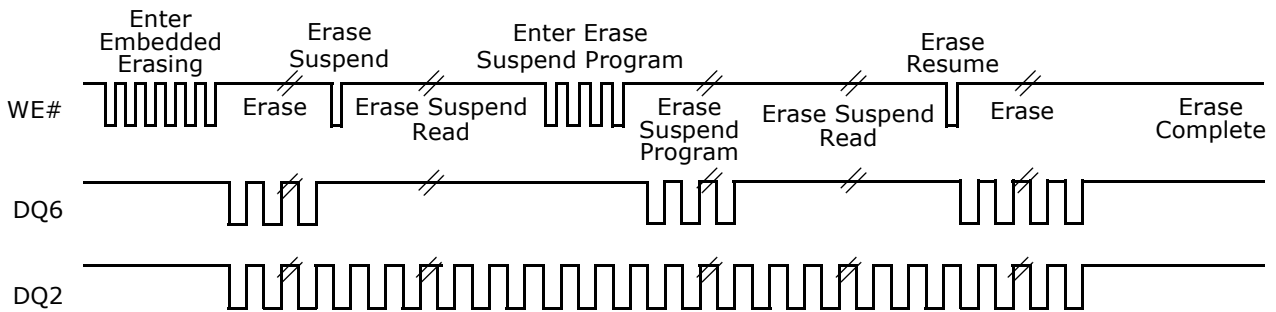 Enter
Embedded
Erasing
Erase
Suspend
Enter Erase
Suspend Program
Erase
Resume
WE#
Erase
Erase Suspend
Read
Erase
Suspend
Program
Erase Suspend
Read
Erase
Erase
Complete
DQ6
DQ2